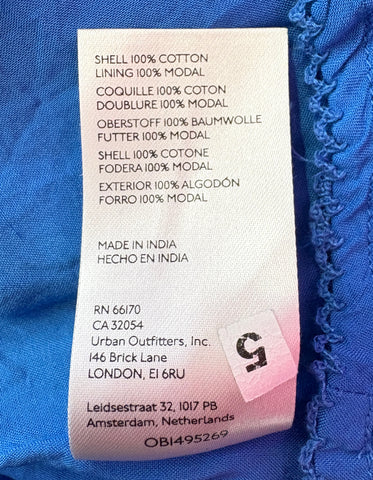 SHELL 100% COTTON
LINING 100% MODAL
COQUILLE 100% COTON
DOUBLURE 100% MODAL
OBERSTOFF 100% BAUMWOLLE
FUTTER 100% MODAL
SHELL 100% COTONE
FODERA 100% MODAL
EXTERIOR 100% ALGODÓN
FORRO 100% MODAL
MADE IN INDIA
HECHO EN INDIA
RN 66170
CA 32054
Urban Outfitters, Inc.
146 Brick Lane
LONDON, E1 6RU
5
Leidsestraat 32, 1017 PB
Amsterdam, Netherlands
OB1495269